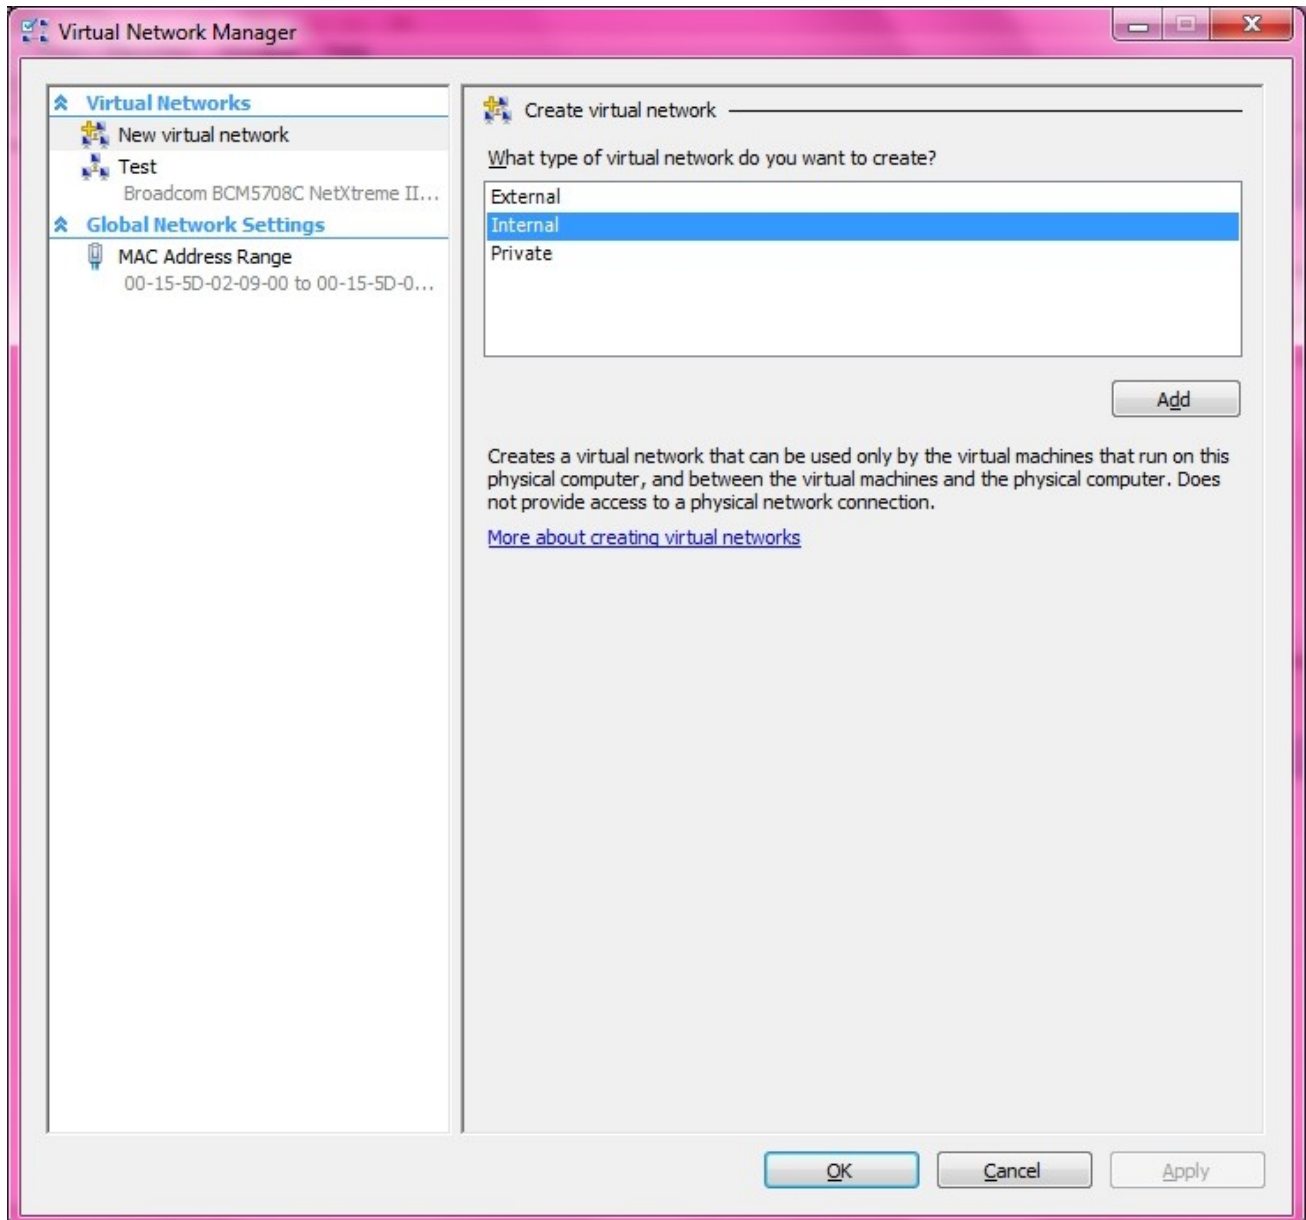 Virtual Network Manager
Virtual Networks
New virtual network
Test
Broadcom BCM5708C NetXtreme II...
Global Network Settings
MAC Address Range
00-15-5D-02-09-00 to 00-15-5D-0...
Create virtual network
What type of virtual network do you want to create?
External
Internal
Private
Add
Creates a virtual network that can be used only by the virtual machines that run on this
physical computer, and between the virtual machines and the physical computer. Does
not provide access to a physical network connection.
More about creating virtual networks
OK
Cancel
Apply